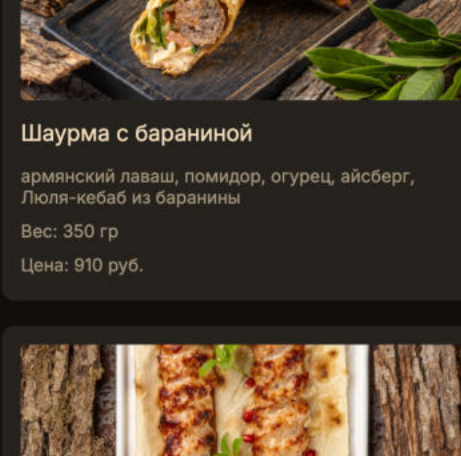 Шаурма с бараниной
армянский лаваш, помидор, огурец, айсберг,
Люля-кебаб из баранины
Вес: 350 гр
Цена: 910 руб.